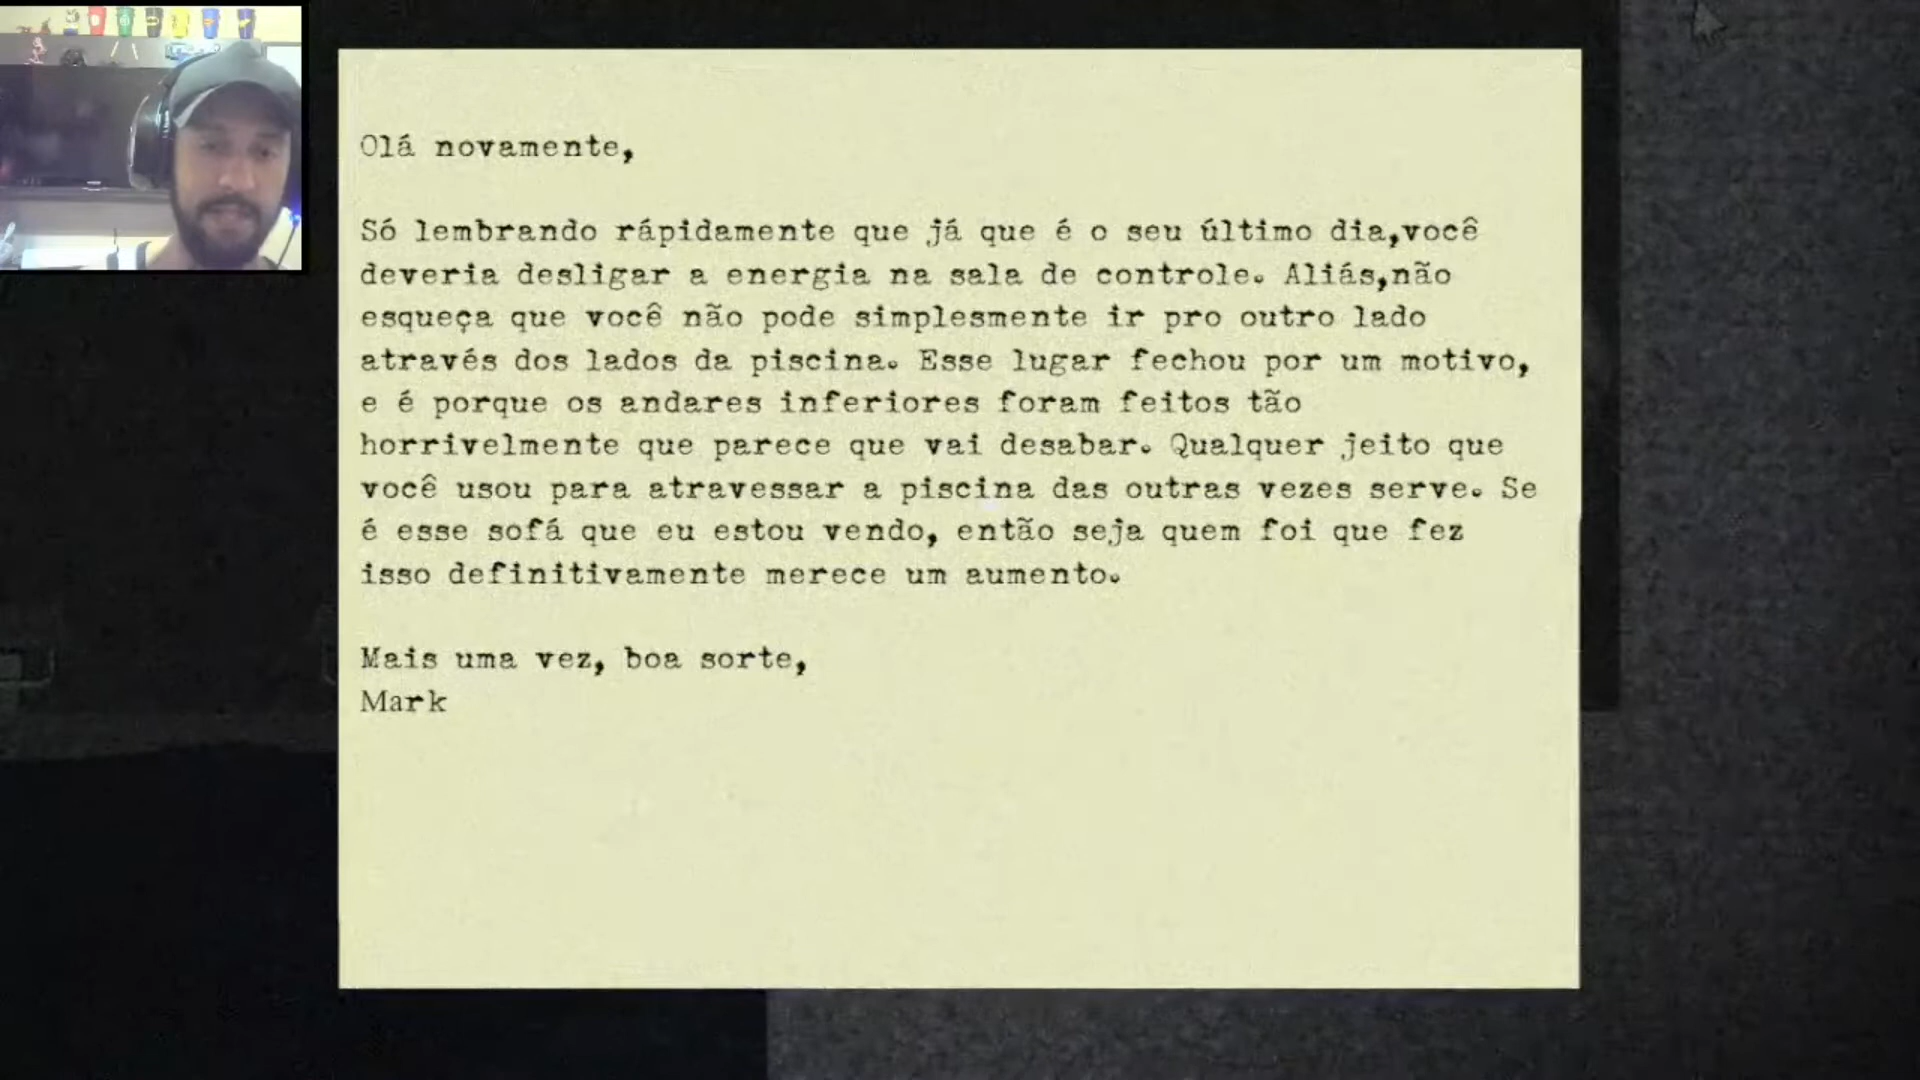 Olá novamente,
Só lembrando rápidamente que já que é o seu último dia,você
deveria desligar a energia na sala de controle. Aliás,não
esqueça que você não pode simplesmente ir pro outro lado
através dos lados da piscina. Esse lugar fechou por um motivo,
e é porque os andares inferiores foram feitos tão
horrivelmente que parece que vai desabar. Qualquer jeito que
você usou para atravessar a piscina das outras vezes serve. Se
é esse sofá que eu estou vendo, então seja quem foi que fez
isso definitivamente merece um aumento.
Mais uma vez, boa sorte,
Mark